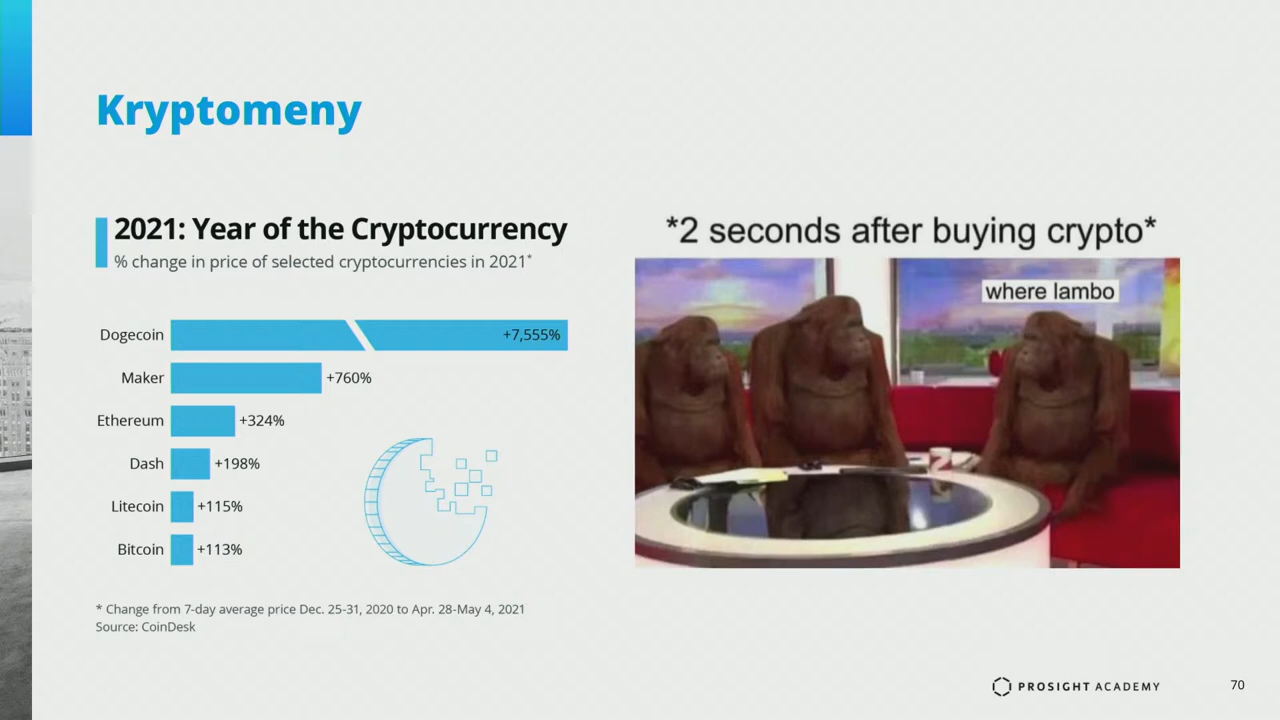 Kryptomeny
2021: Year of the Cryptocurrency
% change in price of selected cryptocurrencies in 2021*
Dogecoin +7,555%
Maker +760%
Ethereum +324%
Dash +198%
Litecoin +115%
Bitcoin +113%
* Change from 7-day average price Dec. 25-31, 2020 to Apr. 28-May 4, 2021
Source: CoinDesk
*2 seconds after buying crypto*
where lambo
PROSIGHT ACADEMY
70